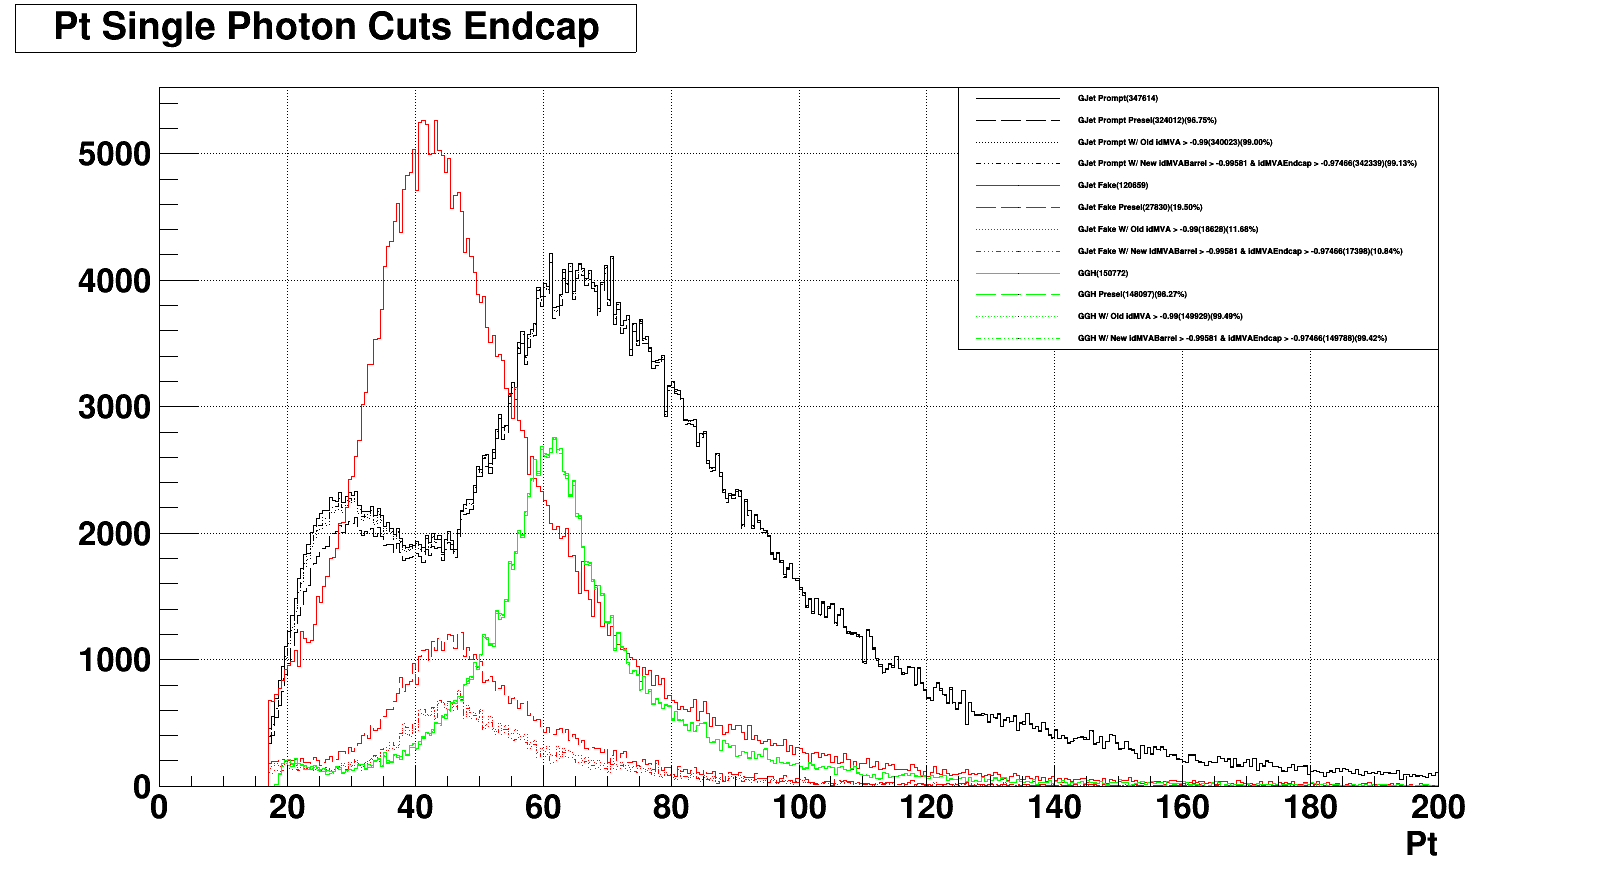 Pt Single Photon Cuts Endcap
GJet Prompt(347614)
GJet Prompt Presel(324012)(96.75%)
GJet Prompt W/ Old idMVA > -0.99(340023)(99.00%)
GJet Prompt W/ New idMVABarrel > -0.99581 & idMVAEndcap > -0.97466(342339)(99.13%)
GJet Fake(120659)
GJet Fake Presel(27830)(19.50%)
GJet Fake W/ Old idMVA > -0.99(18628)(11.68%)
GJet Fake W/ New idMVABarrel > -0.99581 & idMVAEndcap > -0.97466(17398)(10.84%)
GGH(150772)
GGH Presel(148097)(98.27%)
GGH W/ Old idMVA > -0.99(149929)(99.49%)
GGH W/ New idMVABarrel > -0.99581 & idMVAEndcap > -0.97466(149788)(99.42%)
5000
4000
3000
2000
1000
0
0 20 40 60 80 100 120 140 160 180 200
Pt